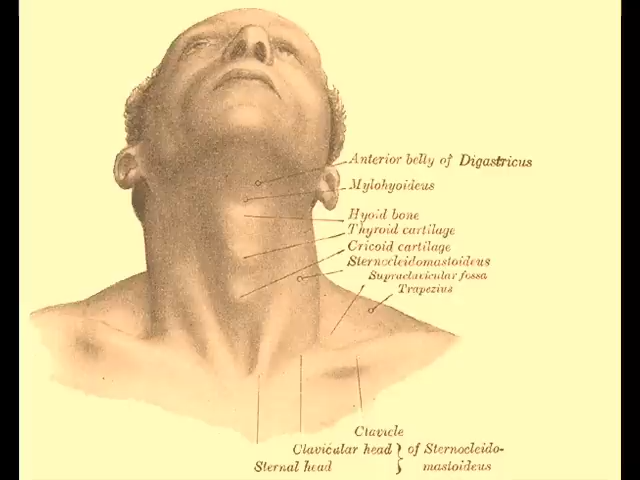 Anterior belly of Digastricus
Mylohyoideus
Hyoid bone
Thyroid cartilage
Cricoid cartilage
Sternocleidomastoideus
Supraclavicular fossa
Trapezius
Clavicle
Clavicular head } of Sternocleido-
Sternal head } mastoideus